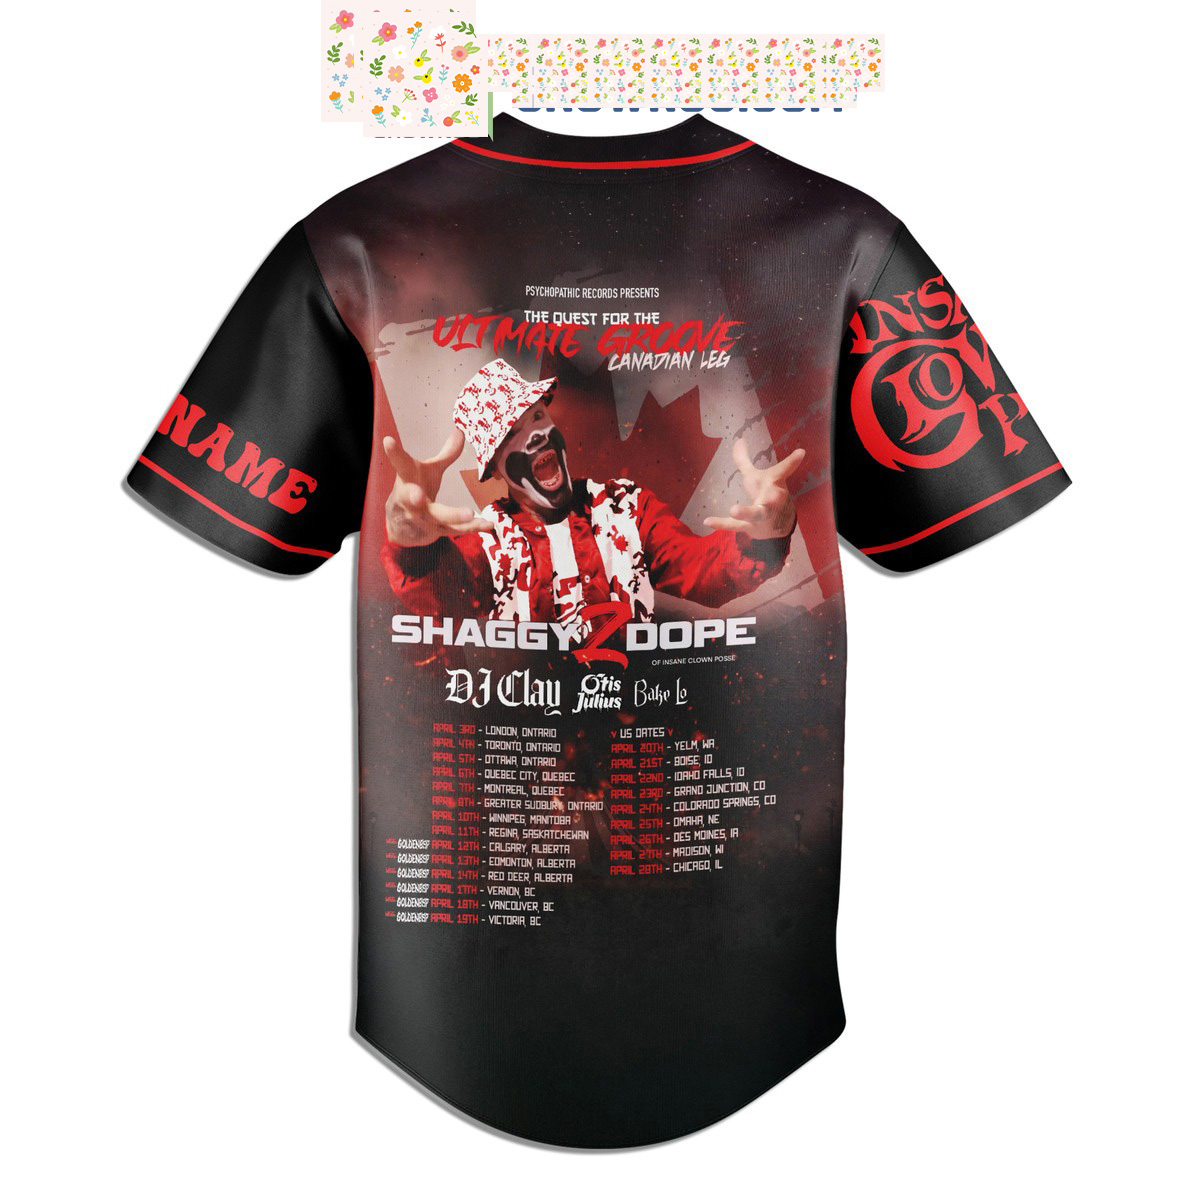 PSYCHOPATHIC RECORDS PRESENTS
THE QUEST FOR THE
ULTIMATE GROOVE
CANADIAN LEG
NAME
CLOWN
SHAGGY 2 DOPE
OF INSANE CLOWN POSSE
DJ Clay Otis Julius Bake Lo
APRIL 3RD - LONDON, ONTARIO
APRIL 4TH - TORONTO, ONTARIO
APRIL 5TH - OTTAWA, ONTARIO
APRIL 6TH - QUEBEC CITY, QUEBEC
APRIL 7TH - MONTREAL, QUEBEC
APRIL 8TH - GREATER SUDBURY, ONTARIO
APRIL 10TH - WINNIPEG, MANITOBA
APRIL 11TH - REGINA, SASKATCHEWAN
APRIL 12TH - CALGARY, ALBERTA
APRIL 13TH - EDMONTON, ALBERTA
APRIL 14TH - RED DEER, ALBERTA
APRIL 17TH - VERNON, BC
APRIL 18TH - VANCOUVER, BC
APRIL 19TH - VICTORIA, BC
US DATES
APRIL 20TH - YELM, WA
APRIL 21ST - BOISE, ID
APRIL 22ND - IDAHO FALLS, ID
APRIL 23RD - GRAND JUNCTION, CO
APRIL 24TH - COLORADO SPRINGS, CO
APRIL 25TH - OMAHA, NE
APRIL 26TH - DES MOINES, IA
APRIL 27TH - MADISON, WI
APRIL 28TH - CHICAGO, IL